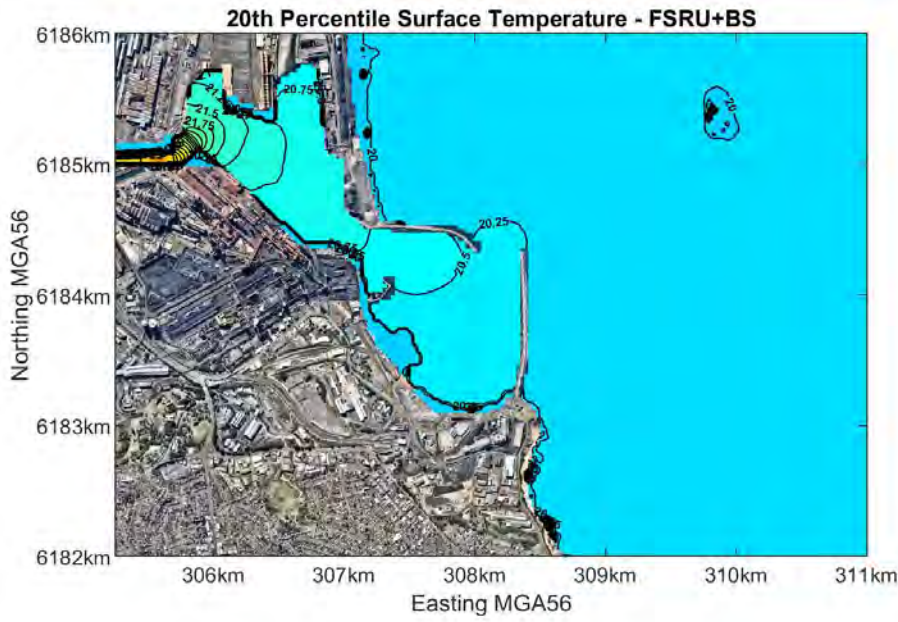 20th Percentile Surface Temperature - FSRU+BS
6186km
6185km
6184km
6183km
6182km
Northing MGA56
20.75
21.5
21.75
20
20
20.25
20.5
306km
307km
308km
309km
310km
311km
Easting MGA56